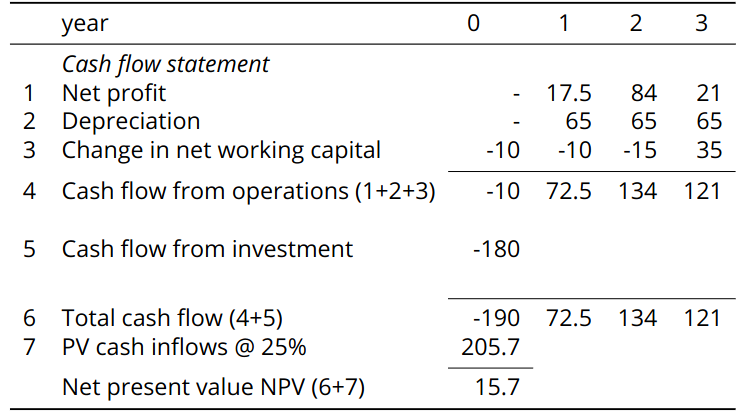 year 0 1 2 3
Cash flow statement
1 Net profit - 17.5 84 21
2 Depreciation - 65 65 65
3 Change in net working capital -10 -10 -15 35
4 Cash flow from operations (1+2+3) -10 72.5 134 121
5 Cash flow from investment -180
6 Total cash flow (4+5) -190 72.5 134 121
7 PV cash inflows @ 25% 205.7
Net present value NPV (6+7) 15.7